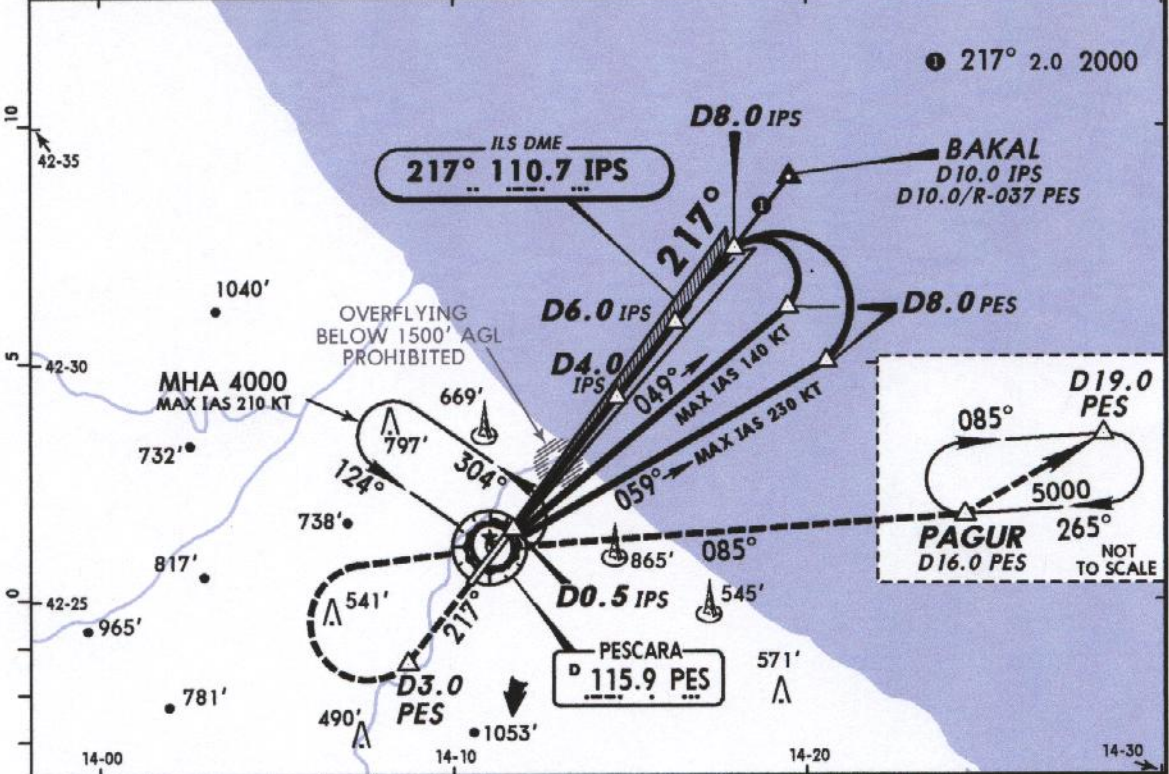 ❶ 217° 2.0 2000
10
42-35
D8.0 IPS
ILS DME
217° 110.7 IPS
BAKAL
D10.0 IPS
D10.0/R-037 PES
217°
1040'
OVERFLYING
BELOW 1500' AGL
PROHIBITED
D6.0 IPS
D8.0 PES
5
42-30
D4.0
IPS
049°
MAX IAS 140 KT
MHA 4000
MAX IAS 210 KT
669'
797'
732'
124°
304°
059°
MAX IAS 230 KT
D19.0
PES
085°
5000
265°
PAGUR
D16.0 PES
NOT
TO SCALE
738'
817'
085°
865'
D0.5 IPS
545'
0
42-25
965'
541'
217°
PESCARA
D 115.9 PES
571'
D3.0
PES
781'
490'
1053'
14-00
14-10
14-20
14-30